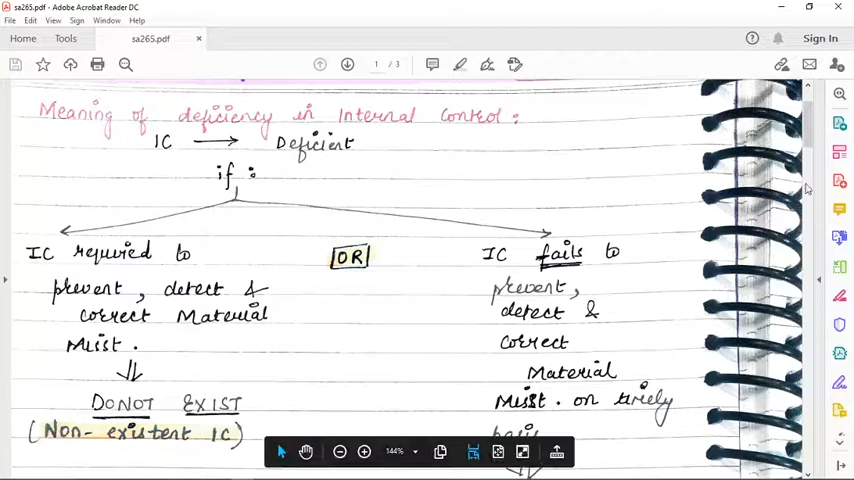 sa265.pdf - Adobe Acrobat Reader DC
File Edit View Sign Window Help
Home Tools sa265.pdf × Sign In
1 / 3
Meaning of deficiency in Internal Control :
IC → Deficient
if :
IC required to
prevent, detect &
correct Material
Misst.
DONOT EXIST
(Non-existent IC)
OR
IC fails to
prevent,
detect &
correct
Material
Misst. on timely
basis
144%